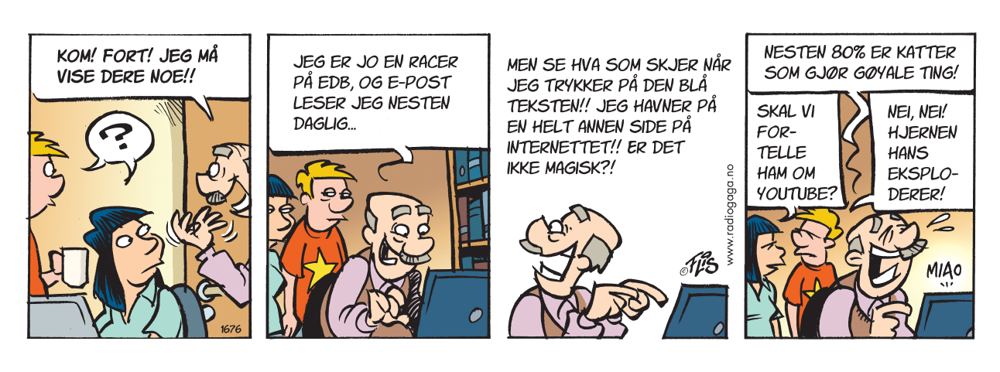 KOM! FORT! JEG MÅ
VISE DERE NOE!!
?
1676
JEG ER JO EN RACER
PÅ EDB, OG E-POST
LESER JEG NESTEN
DAGLIG...
MEN SE HVA SOM SKJER NÅR
JEG TRYKKER PÅ DEN BLÅ
TEKSTEN!! JEG HAVNER PÅ
EN HELT ANNEN SIDE PÅ
INTERNETTET!! ER DET
IKKE MAGISK?!
© FLIS
www.radiogaga.no
NESTEN 80% ER KATTER
SOM GJØR GØYALE TING!
SKAL VI
FOR-
TELLE
HAM OM
YOUTUBE?
NEI, NEI!
HJERNEN
HANS
EKSPLO-
DERER!
MIAO